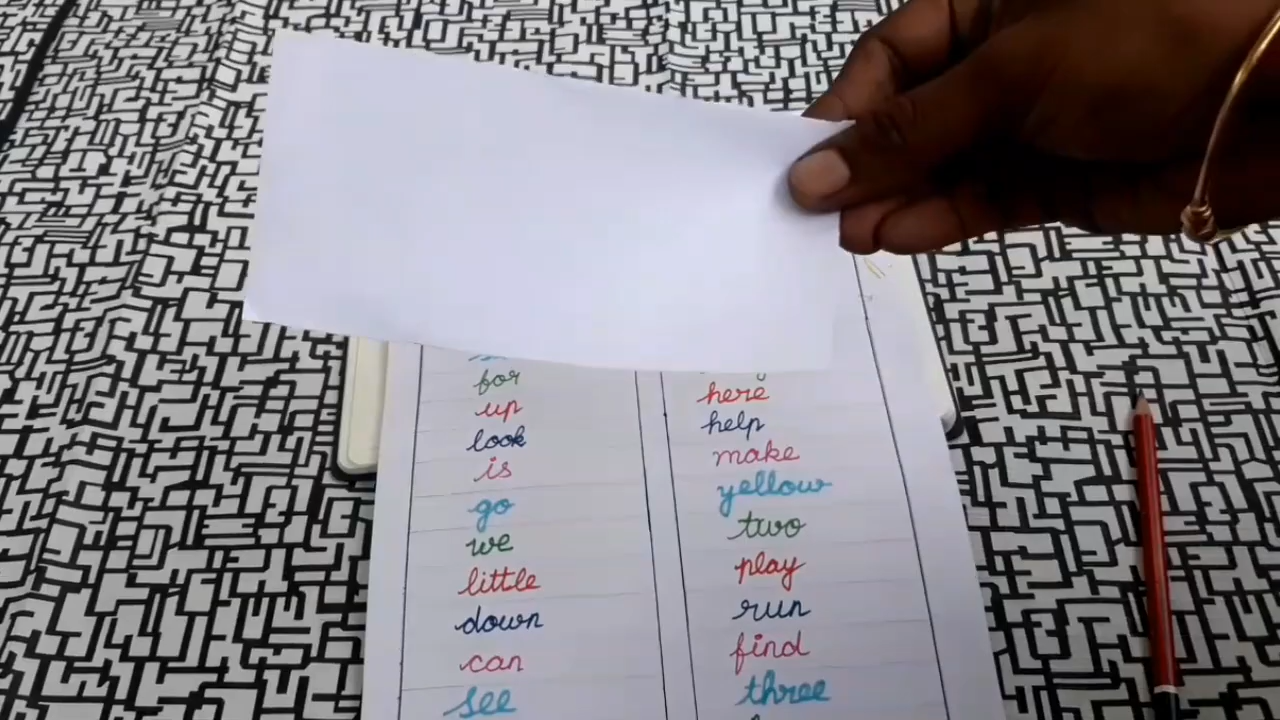 for
up
look
is
go
we
little
down
can
see
here
help
make
yellow
two
play
run
find
three